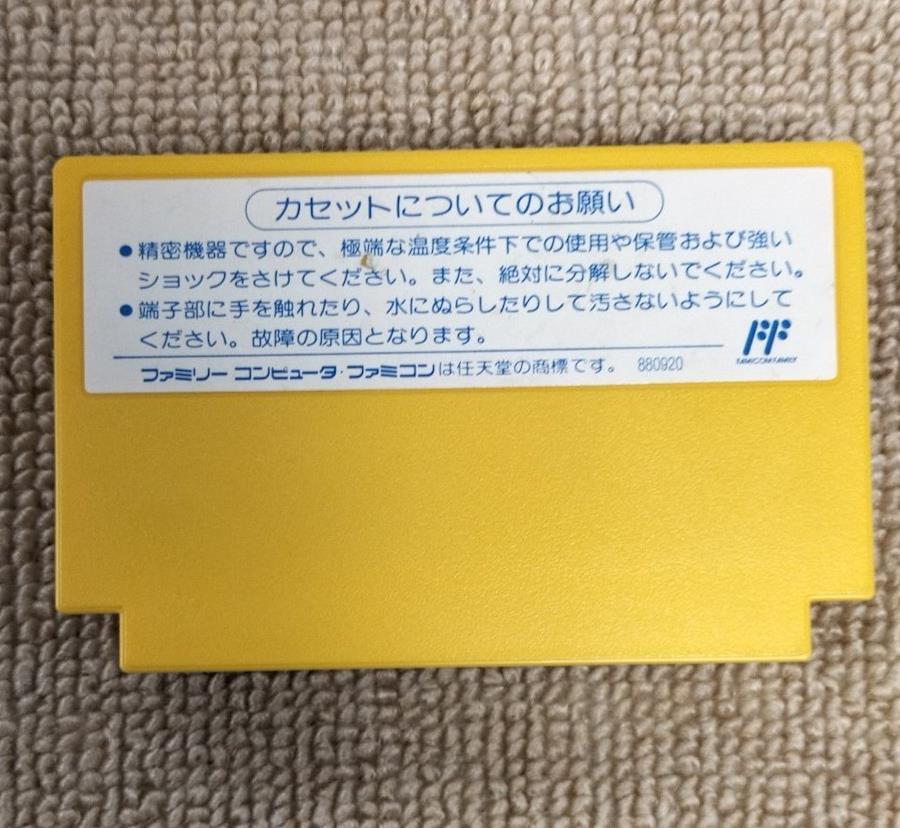 カセットについてのお願い
●精密機器ですので、極端な温度条件下での使用や保管および強い
ショックをさけてください。また、絶対に分解しないでください。
●端子部に手を触れたり、水にぬらしたりして汚さないようにして
ください。故障の原因となります。
FAMICOM FAMILY
ファミリー コンピュータ・ファミコンは任天堂の商標です。 880920